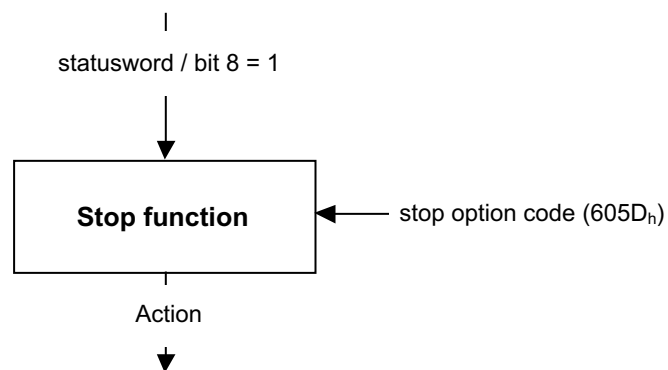 statusword / bit 8 = 1
Stop function
stop option code (605Dₕ)
Action